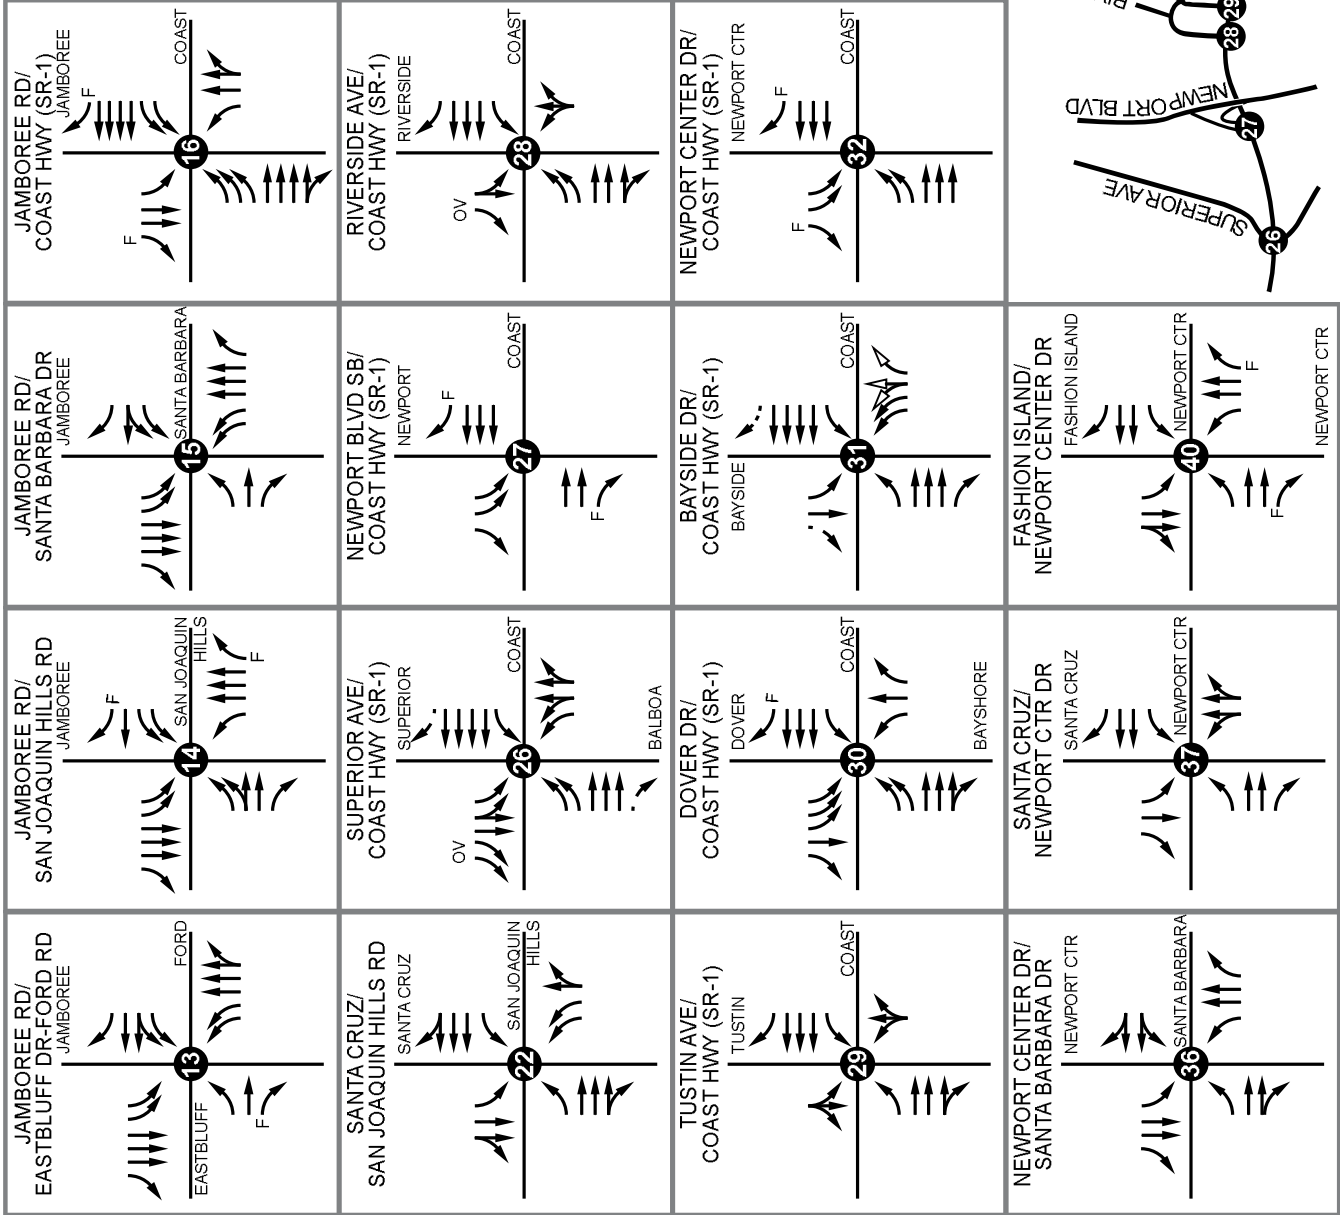 JAMBOREE RD/
EASTBLUFF DR-FORD RD
JAMBOREE
FORD
13
EASTBLUFF
F
JAMBOREE RD/
SAN JOAQUIN HILLS RD
JAMBOREE
F
SAN JOAQUIN
HILLS
14
F
JAMBOREE RD/
SANTA BARBARA DR
JAMBOREE
SANTA BARBARA
15
JAMBOREE RD/
COAST HWY (SR-1)
JAMBOREE
F
F
COAST
16
SANTA CRUZ/
SAN JOAQUIN HILLS RD
SANTA CRUZ
SAN JOAQUIN
HILLS
22
SUPERIOR AVE/
COAST HWY (SR-1)
SUPERIOR
OV
COAST
26
BALBOA
NEWPORT BLVD SB/
COAST HWY (SR-1)
NEWPORT
F
COAST
27
F
RIVERSIDE AVE/
COAST HWY (SR-1)
RIVERSIDE
OV
COAST
28
TUSTIN AVE/
COAST HWY (SR-1)
TUSTIN
COAST
29
DOVER DR/
COAST HWY (SR-1)
DOVER
F
COAST
30
BAYSHORE
BAYSIDE DR/
COAST HWY (SR-1)
BAYSIDE
COAST
31
NEWPORT CENTER DR/
COAST HWY (SR-1)
NEWPORT CTR
F
F
COAST
32
NEWPORT CENTER DR/
SANTA BARBARA DR
NEWPORT CTR
SANTA BARBARA
36
SANTA CRUZ/
NEWPORT CTR DR
SANTA CRUZ
NEWPORT CTR
37
FASHION ISLAND/
NEWPORT CENTER DR
FASHION ISLAND
NEWPORT CTR
40
F
F
NEWPORT CTR
SUPERIOR AVE
NEWPORT BLVD
26
27
28
29